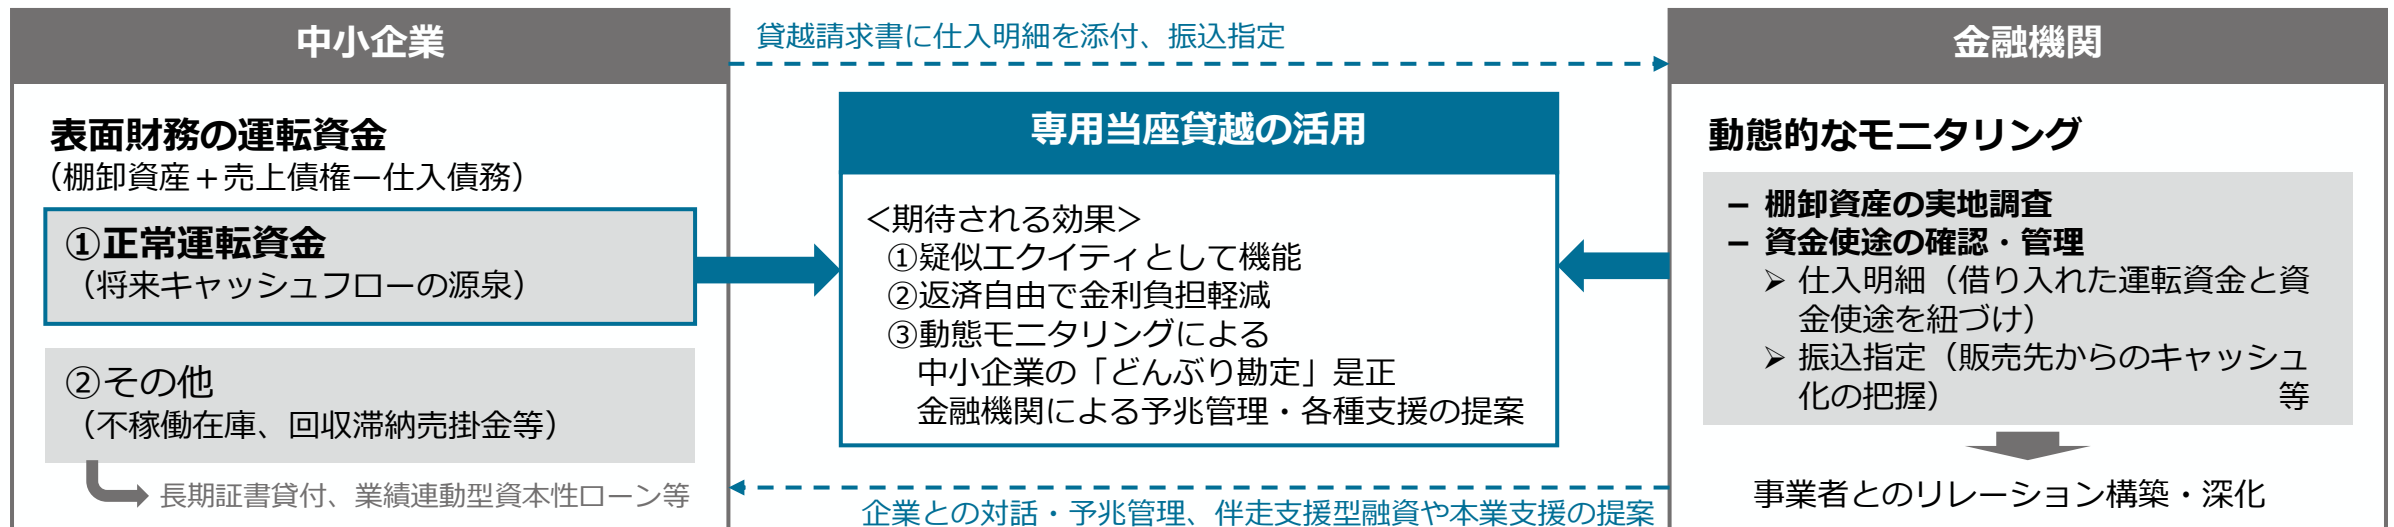 中小企業
表面財務の運転資金
（棚卸資産＋売上債権ー仕入債務）
①正常運転資金
（将来キャッシュフローの源泉）
②その他
（不稼働在庫、回収滞納売掛金等）
長期証書貸付、業績連動型資本性ローン等
貸越請求書に仕入明細を添付、振込指定
専用当座貸越の活用
＜期待される効果＞
①疑似エクイティとして機能
②返済自由で金利負担軽減
③動態モニタリングによる
中小企業の「どんぶり勘定」是正
金融機関による予兆管理・各種支援の提案
企業との対話・予兆管理、伴走支援型融資や本業支援の提案
金融機関
動態的なモニタリング
− 棚卸資産の実地調査
− 資金使途の確認・管理
➢ 仕入明細（借り入れた運転資金と資
金使途を紐づけ）
➢ 振込指定（販売先からのキャッシュ
化の把握） 等
事業者とのリレーション構築・深化